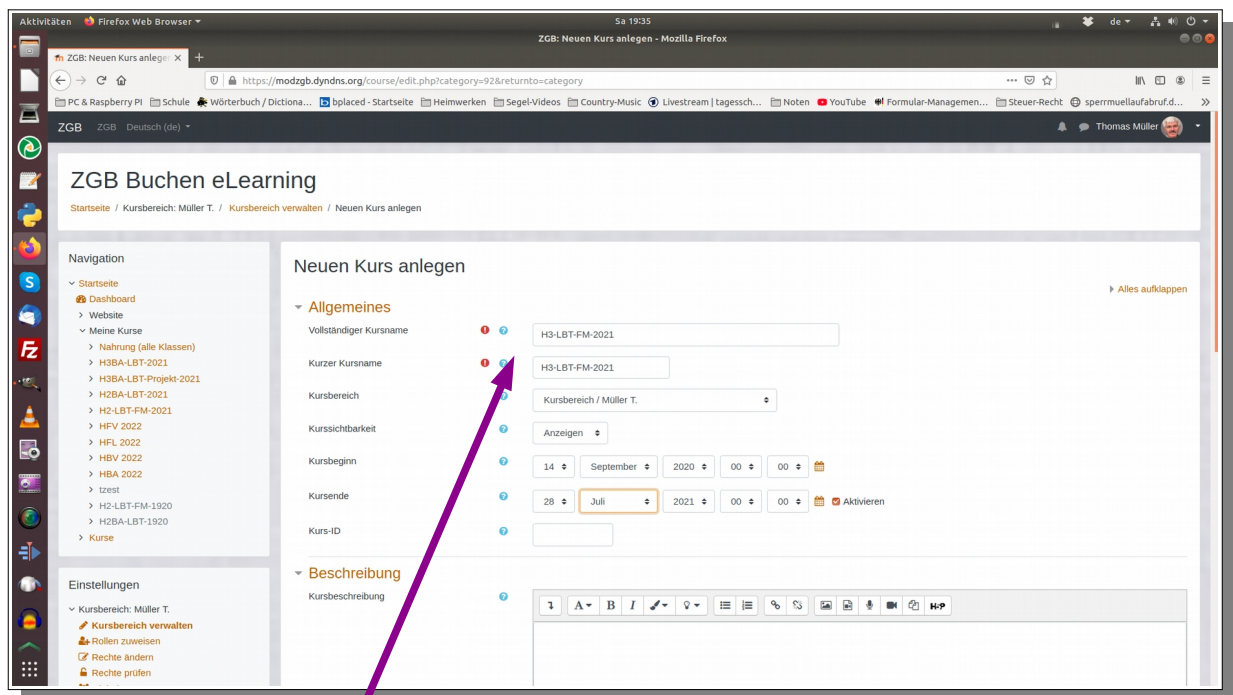 Aktivitäten Firefox Web Browser Sa 19:35 de
ZGB: Neuen Kurs anlegen - Mozilla Firefox
ZGB: Neuen Kurs anlege
https://modzgb.dyndns.org/course/edit.php?category=92&returnto=category
PC & Raspberry PI Schule Wörterbuch / Dictiona... bplaced - Startseite Heimwerken Segel-Videos Country-Music Livestream | tagessch... Noten YouTube Formular-Managemen... Steuer-Recht sperrmuellaufabruf.d...
ZGB ZGB Deutsch (de) Thomas Müller
ZGB Buchen eLearning
Startseite / Kursbereich: Müller T. / Kursbereich verwalten / Neuen Kurs anlegen
Navigation
Startseite
Dashboard
Website
Meine Kurse
Nahrung (alle Klassen)
H3BA-LBT-2021
H3BA-LBT-Projekt-2021
H2BA-LBT-2021
H2-LBT-FM-2021
HFV 2022
HFL 2022
HBV 2022
HBA 2022
tzest
H2-LBT-FM-1920
H2BA-LBT-1920
Kurse
Einstellungen
Kursbereich: Müller T.
Kursbereich verwalten
Rollen zuweisen
Rechte ändern
Rechte prüfen
Neuen Kurs anlegen
Alles aufklappen
Allgemeines
Vollständiger Kursname H3-LBT-FM-2021
Kurzer Kursname H3-LBT-FM-2021
Kursbereich Kursbereich / Müller T.
Kurssichtbarkeit Anzeigen
Kursbeginn 14 September 2020 00 00
Kursende 28 Juli 2021 00 00 Aktivieren
Kurs-ID
Beschreibung
Kursbeschreibung A B I H-P